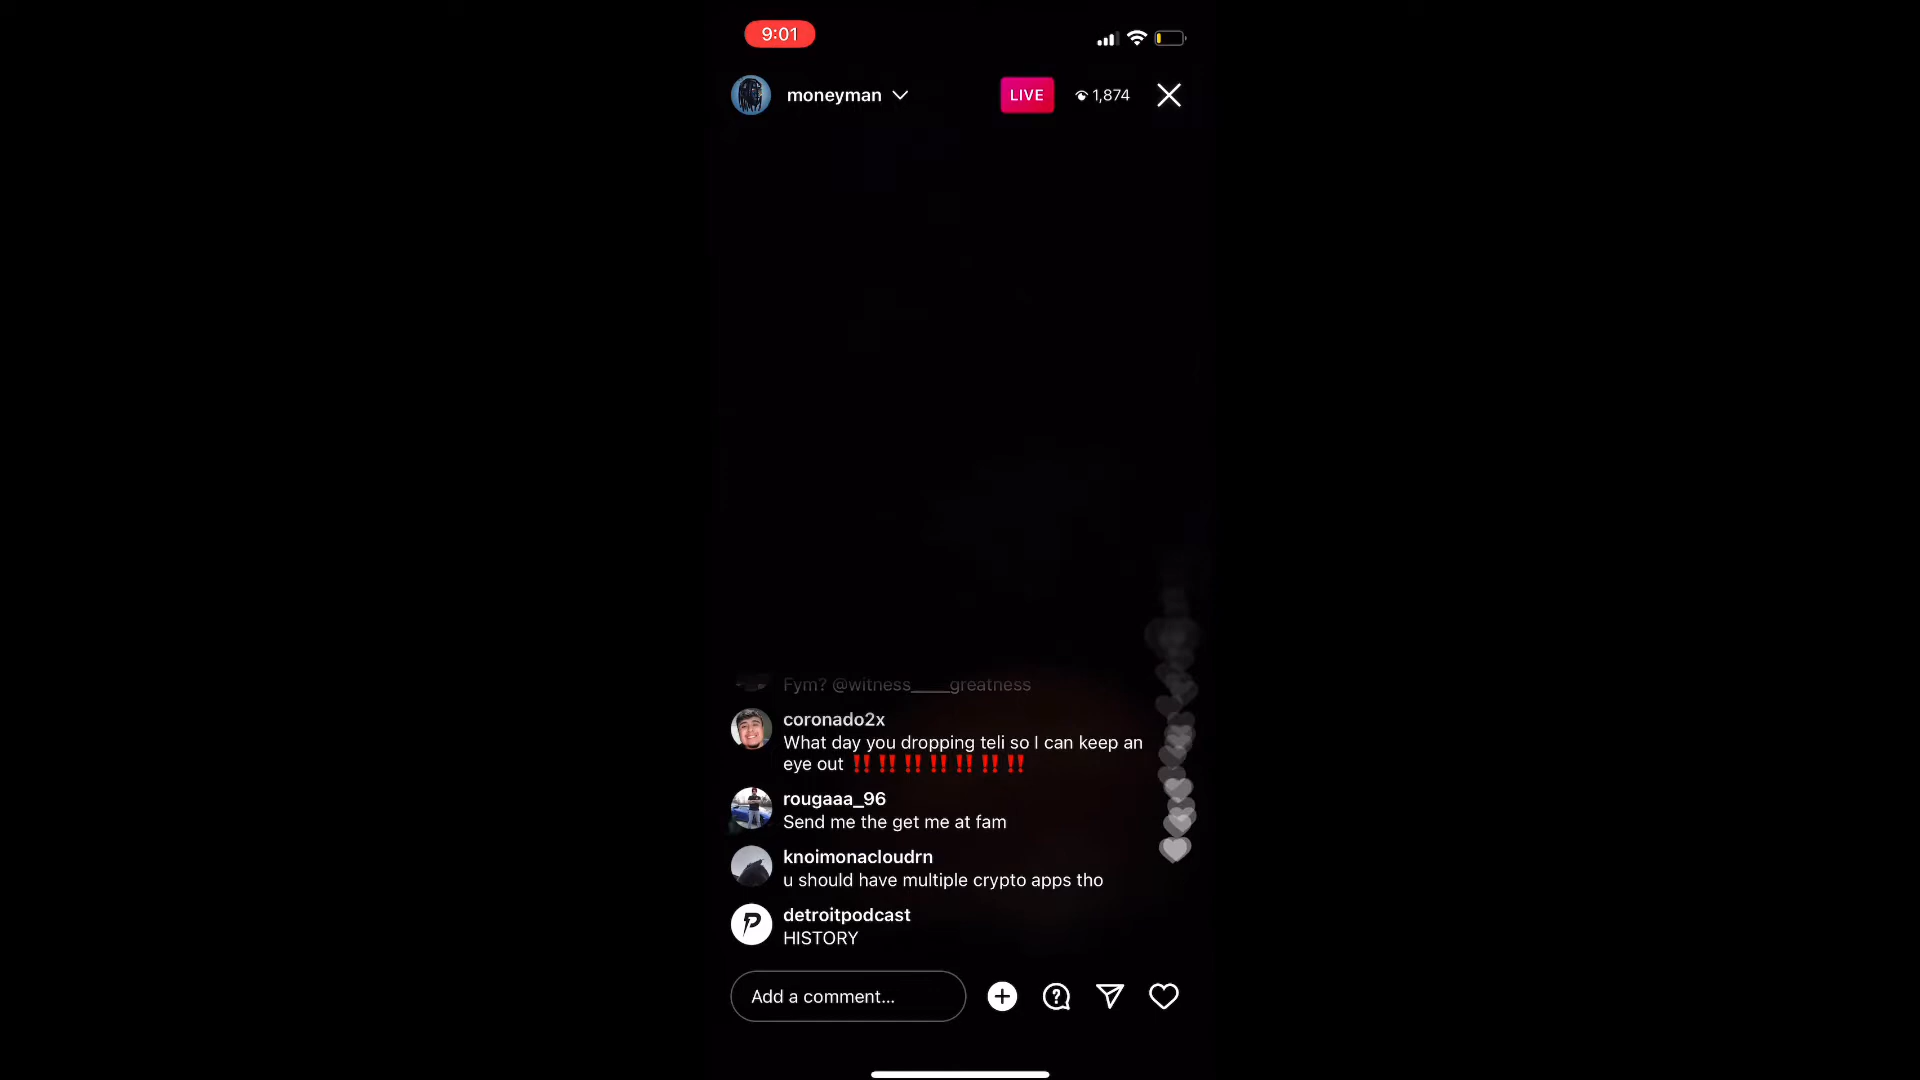 9:01
moneyman
LIVE
1,874
Fym? @witness_____greatness
coronado2x
What day you dropping teli so I can keep an
eye out ‼️‼️‼️‼️‼️‼️‼️
rougaaa_96
Send me the get me at fam
knoimonacloudrn
u should have multiple crypto apps tho
detroitpodcast
HISTORY
Add a comment...